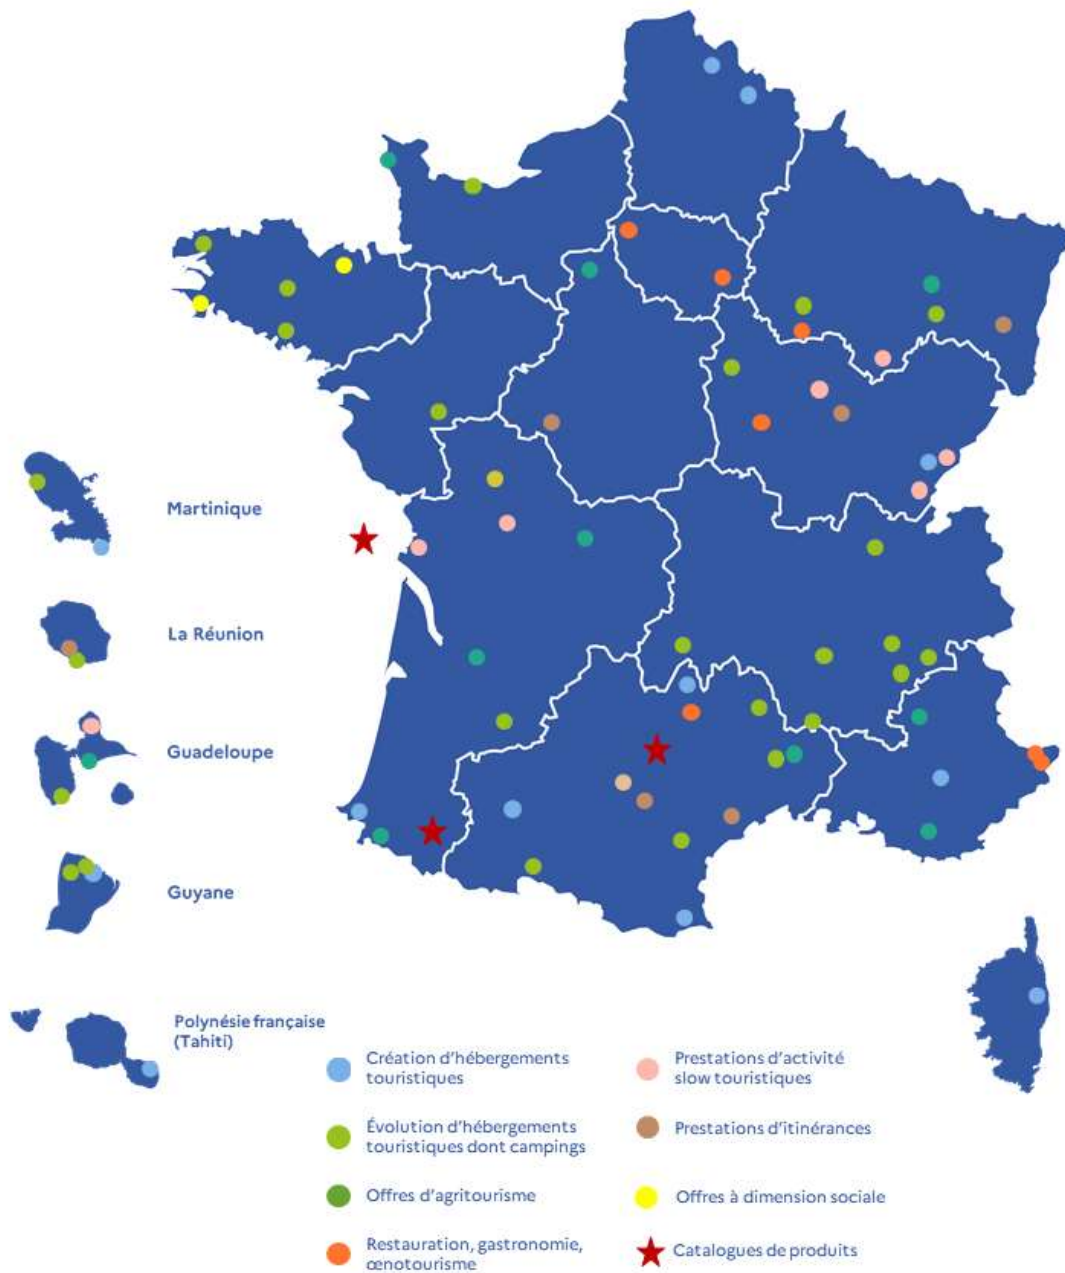 Martinique
La Réunion
Guadeloupe
Guyane
Polynésie française
(Tahiti)
Création d'hébergements
touristiques
Évolution d'hébergements
touristiques dont campings
Offres d'agritourisme
Restauration, gastronomie,
œnotourisme
Prestations d'activité
slow touristiques
Prestations d'itinérances
Offres à dimension sociale
Catalogues de produits